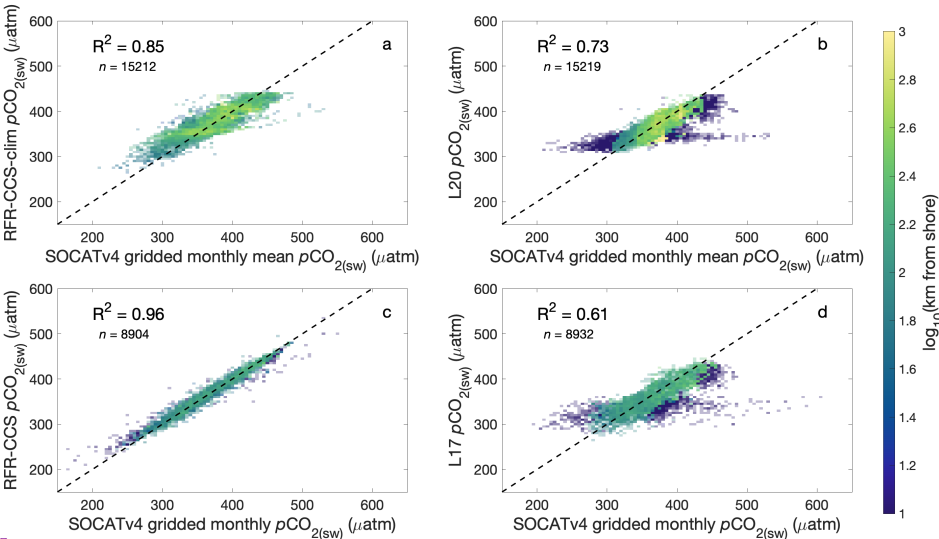 RFR-CCS-clim pCO2(sw) (μatm)
600
500
400
300
200
R2 = 0.85
n = 15212
a
200 300 400 500 600
SOCATv4 gridded monthly mean pCO2(sw) (μatm)
L20 pCO2(sw) (μatm)
600
500
400
300
200
R2 = 0.73
n = 15219
b
200 300 400 500 600
SOCATv4 gridded monthly mean pCO2(sw) (μatm)
RFR-CCS pCO2(sw) (μatm)
600
500
400
300
200
R2 = 0.96
n = 8904
c
200 300 400 500 600
SOCATv4 gridded monthly pCO2(sw) (μatm)
L17 pCO2(sw) (μatm)
600
500
400
300
200
R2 = 0.61
n = 8932
d
200 300 400 500 600
SOCATv4 gridded monthly pCO2(sw) (μatm)
3
2.8
2.6
2.4
2.2
2
1.8
1.6
1.4
1.2
1
log10(km from shore)